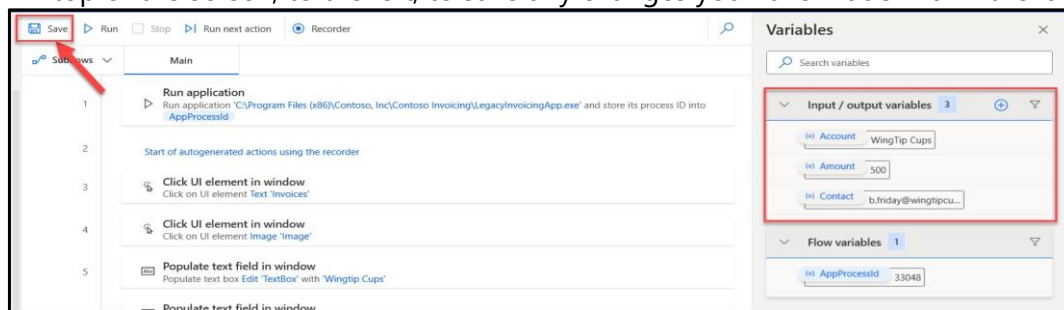 Save Run Stop Run next action Recorder
Subflows Main
1 Run application
Run application 'C:\Program Files (x86)\Contoso, Inc\Contoso Invoicing\LegacyInvoicingApp.exe' and store its process ID into
AppProcessId
2 Start of autogenerated actions using the recorder
3 Click UI element in window
Click on UI element Text 'Invoices'
4 Click UI element in window
Click on UI element Image 'Image'
5 Populate text field in window
Populate text box Edit 'TextBox' with 'Wingtip Cups'
Populate text field in window
Variables
Search variables
Input / output variables 3
Account WingTip Cups
Amount 500
Contact b.friday@wingtipcu...
Flow variables 1
AppProcessId 33048